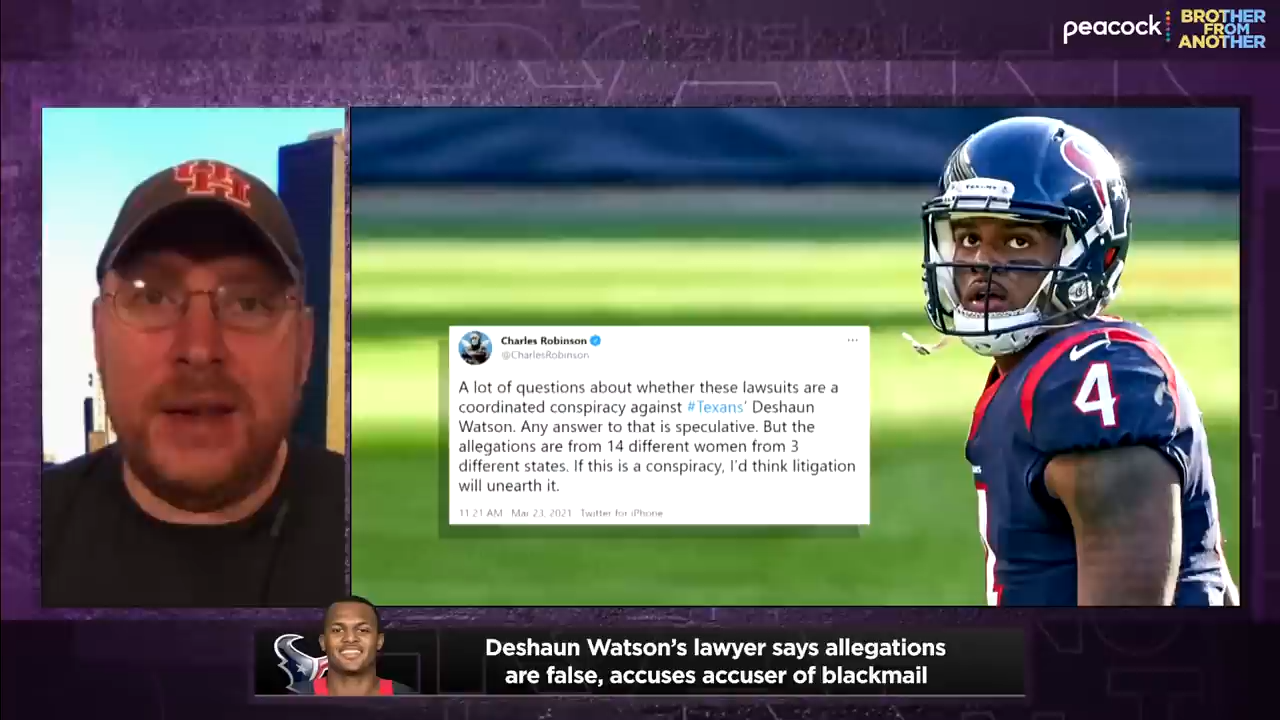 peacock
BROTHER
FROM
ANOTHER
UH
TEXANS
Charles Robinson
@CharlesRobinson
A lot of questions about whether these lawsuits are a
coordinated conspiracy against #Texans' Deshaun
Watson. Any answer to that is speculative. But the
allegations are from 14 different women from 3
different states. If this is a conspiracy, I'd think litigation
will unearth it.
11:21 AM Mar 23, 2021 Twitter for iPhone
4
Deshaun Watson's lawyer says allegations
are false, accuses accuser of blackmail